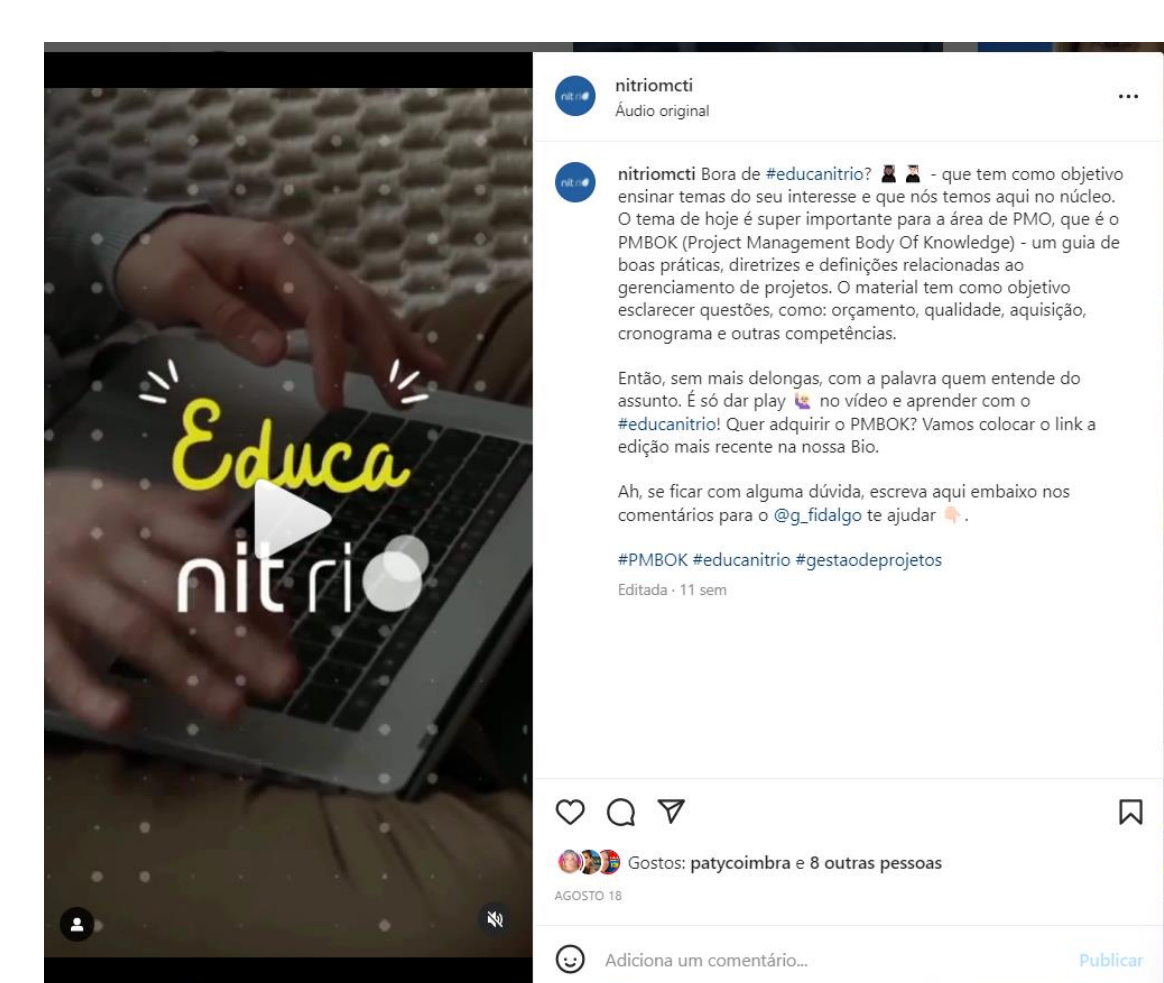 Educa
nitrio
nitrio
nitriomcti
Áudio original
nitrio
nitriomcti Bora de #educanitrio? 👩🏿‍🎓 👨🏻‍🎓 - que tem como objetivo
ensinar temas do seu interesse e que nós temos aqui no núcleo.
O tema de hoje é super importante para a área de PMO, que é o
PMBOK (Project Management Body Of Knowledge) - um guia de
boas práticas, diretrizes e definições relacionadas ao
gerenciamento de projetos. O material tem como objetivo
esclarecer questões, como: orçamento, qualidade, aquisição,
cronograma e outras competências.
Então, sem mais delongas, com a palavra quem entende do
assunto. É só dar play 🙋🏼‍♀️ no vídeo e aprender com o
#educanitrio! Quer adquirir o PMBOK? Vamos colocar o link a
edição mais recente na nossa Bio.
Ah, se ficar com alguma dúvida, escreva aqui embaixo nos
comentários para o @g_fidalgo te ajudar 👇🏻.
#PMBOK #educanitrio #gestaodeprojetos
Editada · 11 sem
Gostos: patycoimbra e 8 outras pessoas
AGOSTO 18
Adiciona um comentário...
Publicar